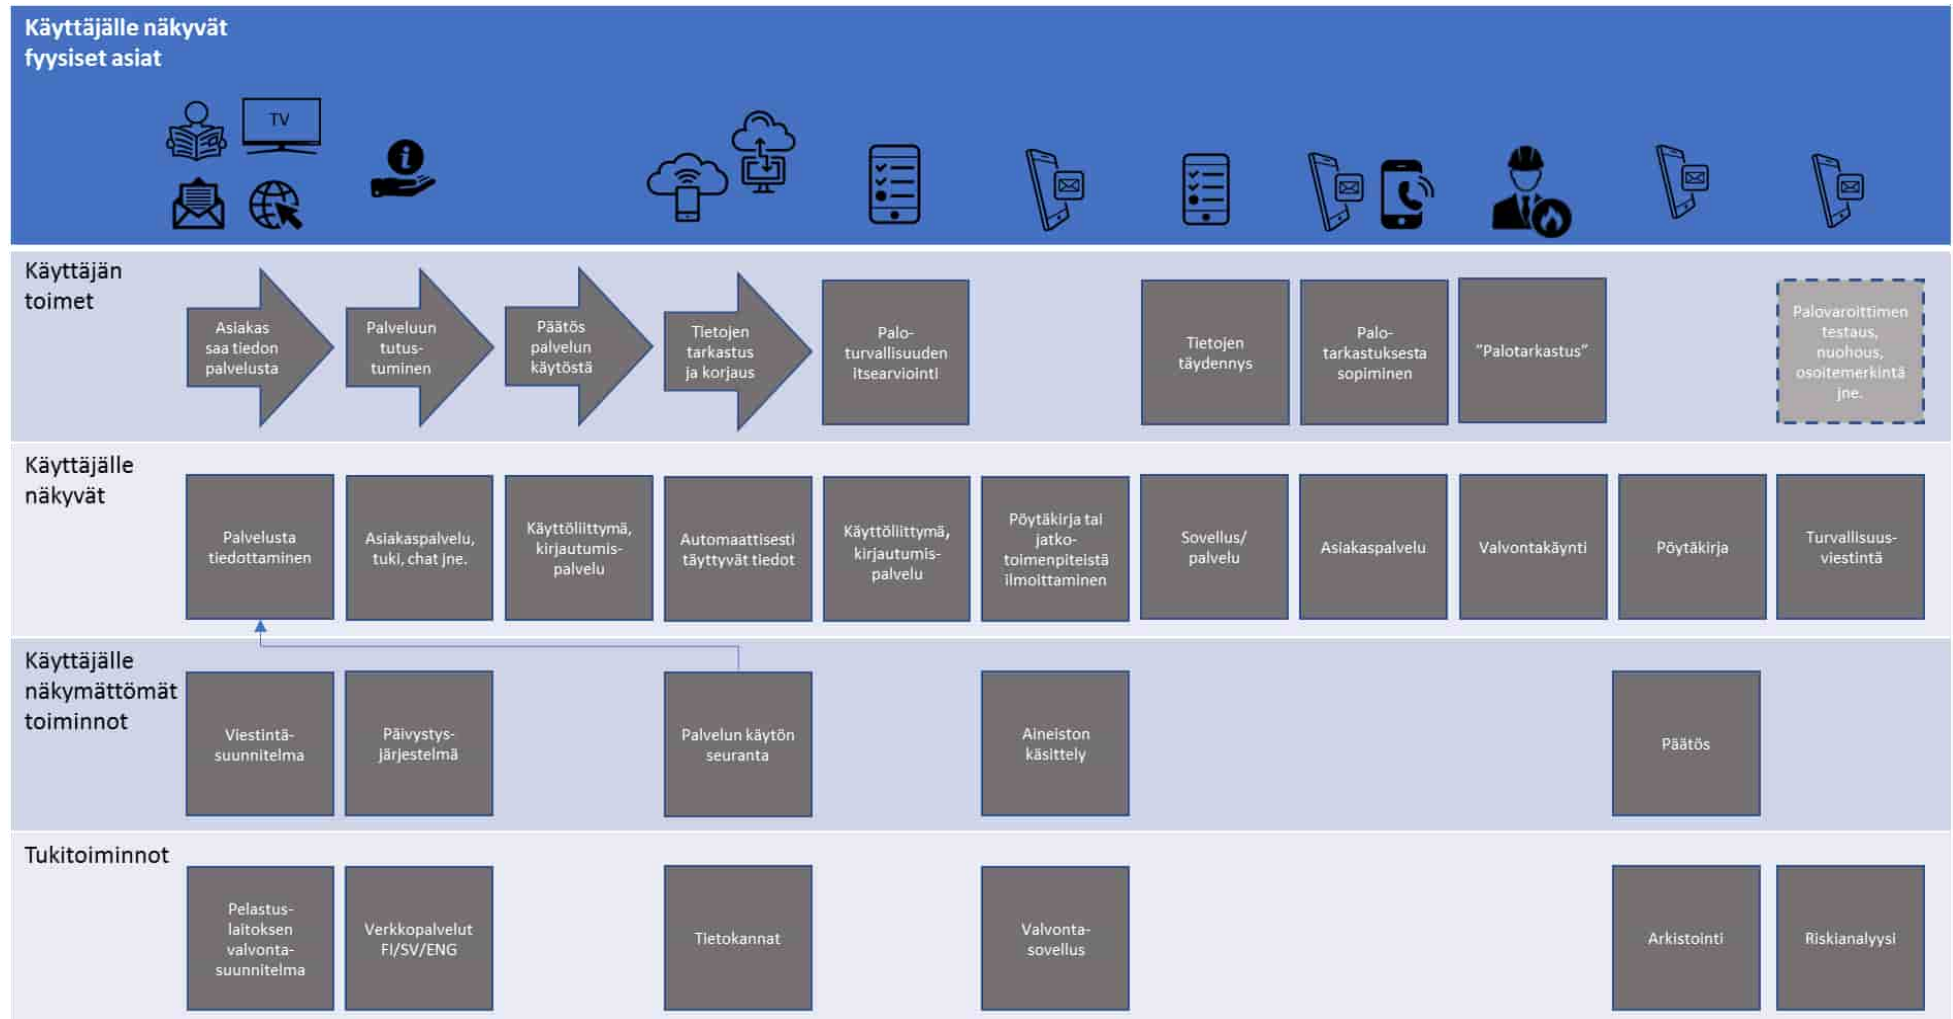 Käyttäjälle näkyvät
fyysiset asiat
TV
i
Käyttäjän
toimet
Asiakas
saa tiedon
palvelusta
Palveluun
tutus-
tuminen
Päätös
palvelun
käytöstä
Tietojen
tarkastus
ja korjaus
Palo-
turvallisuuden
itsearviointi
Tietojen
täydennys
Palo-
tarkastuksesta
sopiminen
"Palotarkastus"
Palovaroittimen
testaus,
nuohous,
osoitemerkintä
jne.
Käyttäjälle
näkyvät
Palvelusta
tiedottaminen
Asiakaspalvelu,
tuki, chat jne.
Käyttöliittymä,
kirjautumis-
palvelu
Automaattisesti
täyttyvät tiedot
Käyttöliittymä,
kirjautumis-
palvelu
Pöytäkirja tai
jatko-
toimenpiteistä
ilmoittaminen
Sovellus/
palvelu
Asiakaspalvelu
Valvontakäynti
Pöytäkirja
Turvallisuus-
viestintä
Käyttäjälle
näkymättömät
toiminnot
Viestintä-
suunnitelma
Päivystys-
järjestelmä
Palvelun käytön
seuranta
Aineiston
käsittely
Päätös
Tukitoiminnot
Pelastus-
laitoksen
valvonta-
suunnitelma
Verkkopalvelut
FI/SV/ENG
Tietokannat
Valvonta-
sovellus
Arkistointi
Riskianalyysi